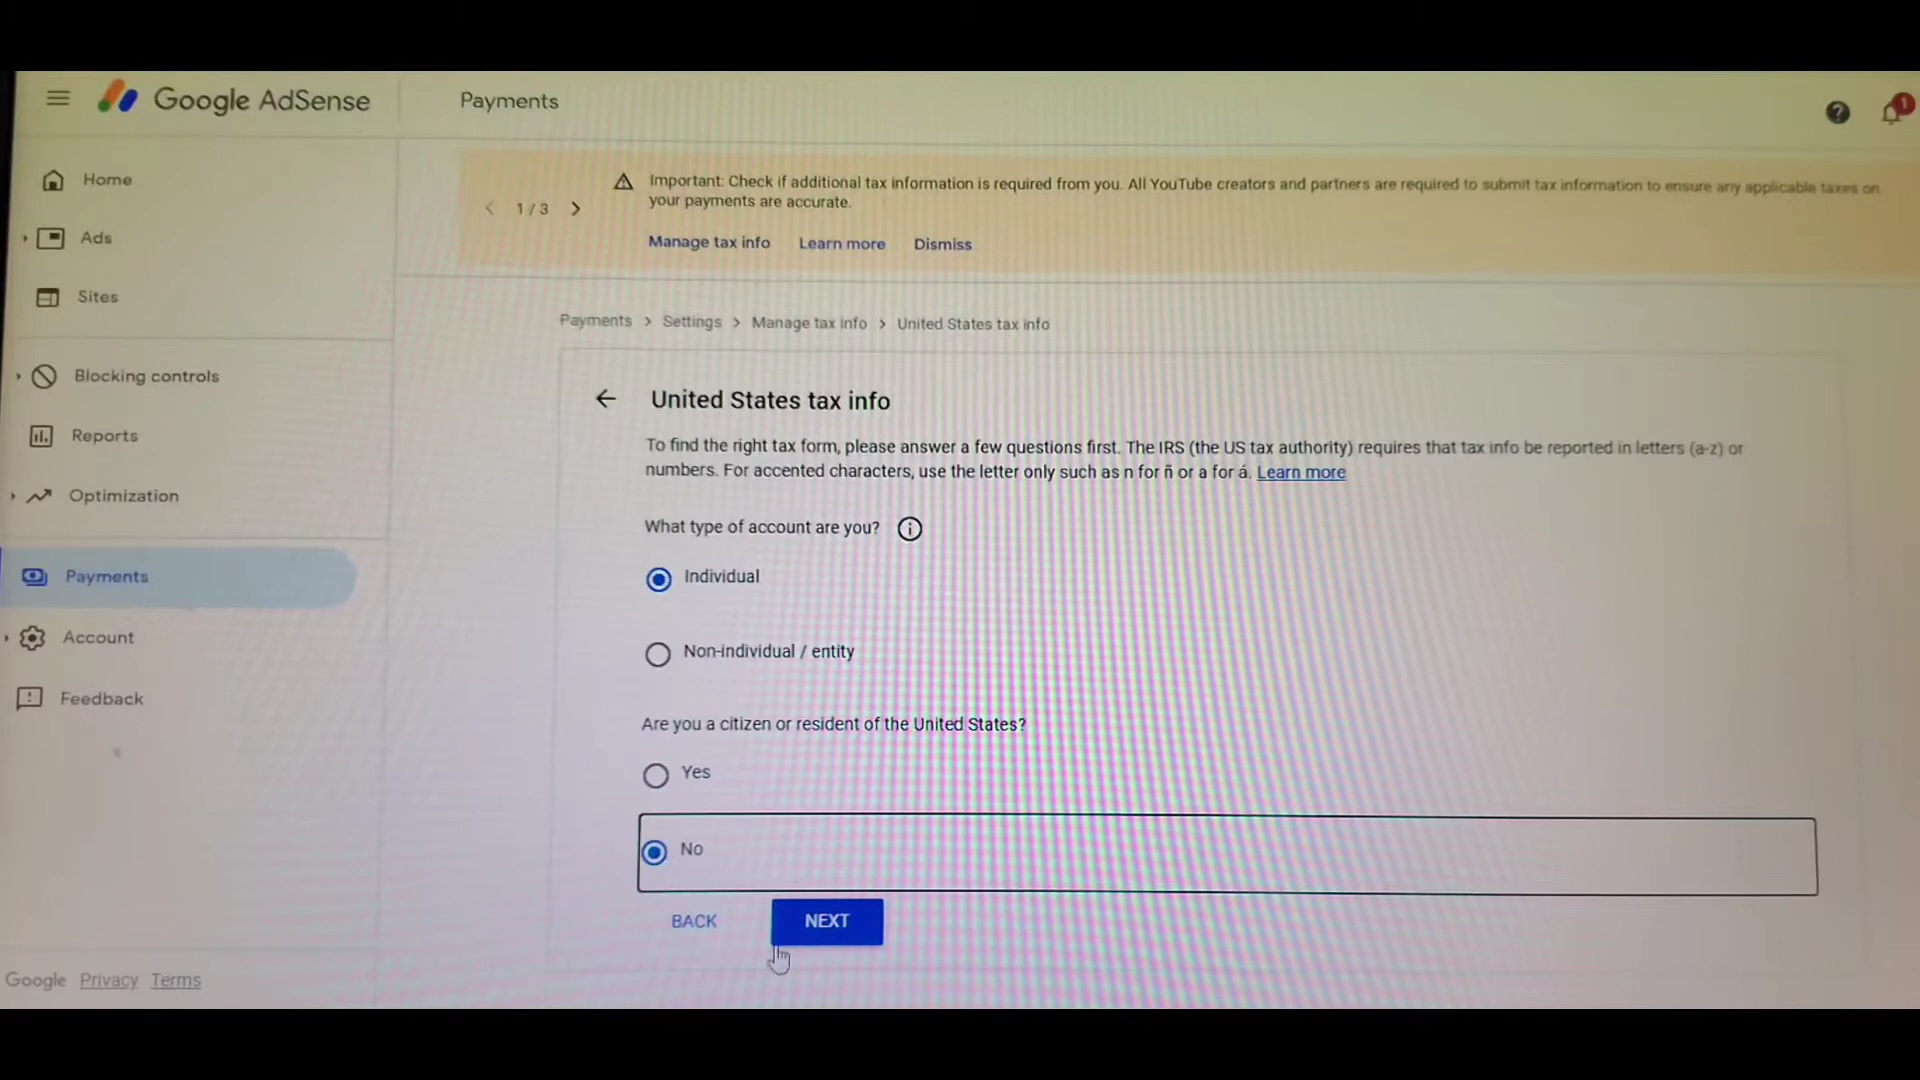 Google AdSense
Payments
1
Home
Ads
Sites
Blocking controls
Reports
Optimization
Payments
Account
Feedback
Google Privacy Terms
1 / 3
Important: Check if additional tax information is required from you. All YouTube creators and partners are required to submit tax information to ensure any applicable taxes on
your payments are accurate.
Manage tax info Learn more Dismiss
Payments > Settings > Manage tax info > United States tax info
United States tax info
To find the right tax form, please answer a few questions first. The IRS (the US tax authority) requires that tax info be reported in letters (a-z) or
numbers. For accented characters, use the letter only such as n for ñ or a for á. Learn more
What type of account are you?
Individual
Non-individual / entity
Are you a citizen or resident of the United States?
Yes
No
BACK NEXT